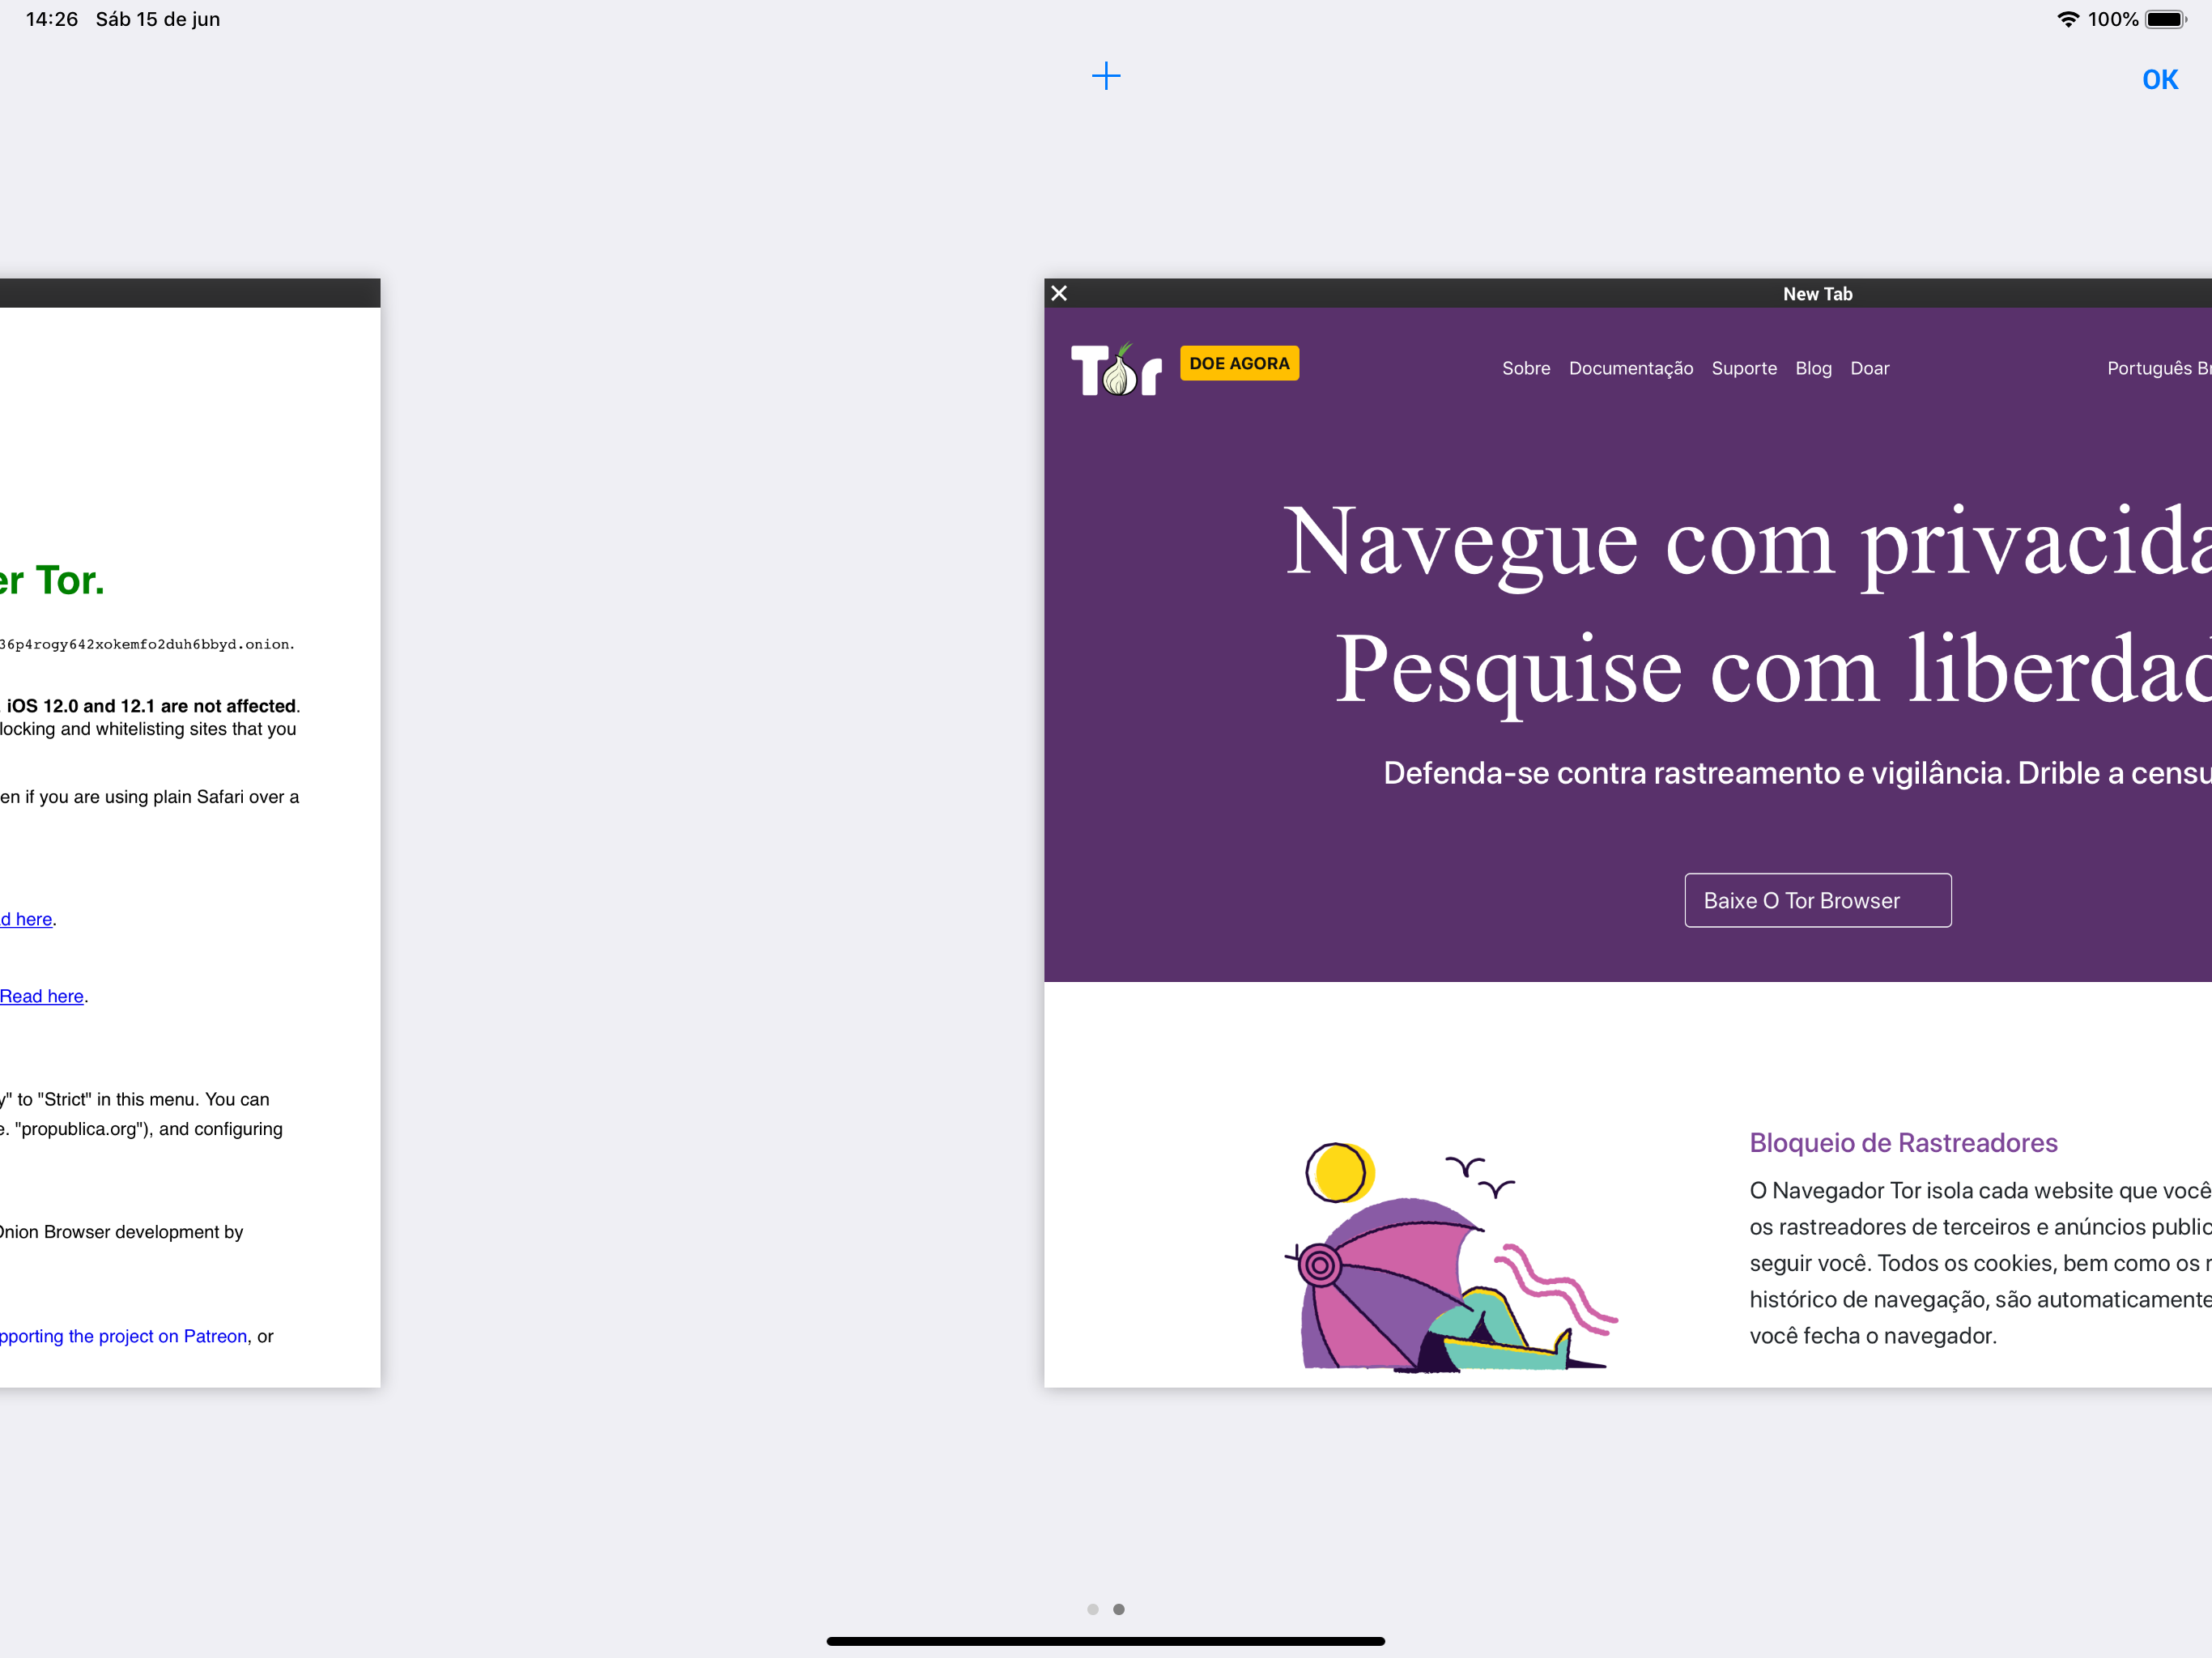 14:26 Sáb 15 de jun
100%
OK
er Tor.
36p4rogy642xokemfo2duh6bbyd.onion.
iOS 12.0 and 12.1 are not affected.
locking and whitelisting sites that you
en if you are using plain Safari over a
d here.
Read here.
y" to "Strict" in this menu. You can
e. "propublica.org"), and configuring
Onion Browser development by
pporting the project on Patreon, or
New Tab
Tor DOE AGORA Sobre Documentação Suporte Blog Doar Português Br
Navegue com privacida
Pesquise com liberdad
Defenda-se contra rastreamento e vigilância. Drible a censu
Baixe O Tor Browser
Bloqueio de Rastreadores
O Navegador Tor isola cada website que você
os rastreadores de terceiros e anúncios public
seguir você. Todos os cookies, bem como os
histórico de navegação, são automaticamente
você fecha o navegador.